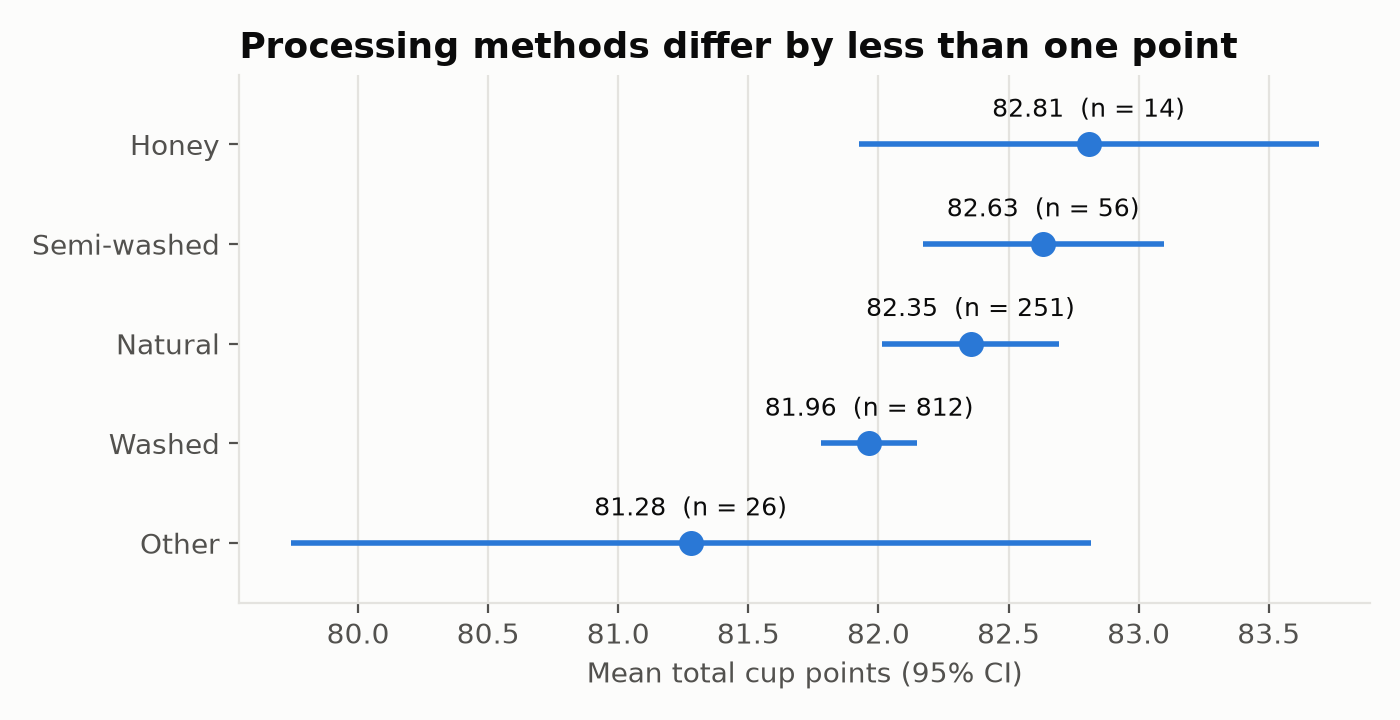 Processing methods differ by less than one point
82.81 (n = 14)
Honey
82.63 (n = 56)
Semi-washed
82.35 (n = 251)
Natural
81.96 (n = 812)
Washed
81.28 (n = 26)
Other
80.0 80.5 81.0 81.5 82.0 82.5 83.0 83.5
Mean total cup points (95% CI)